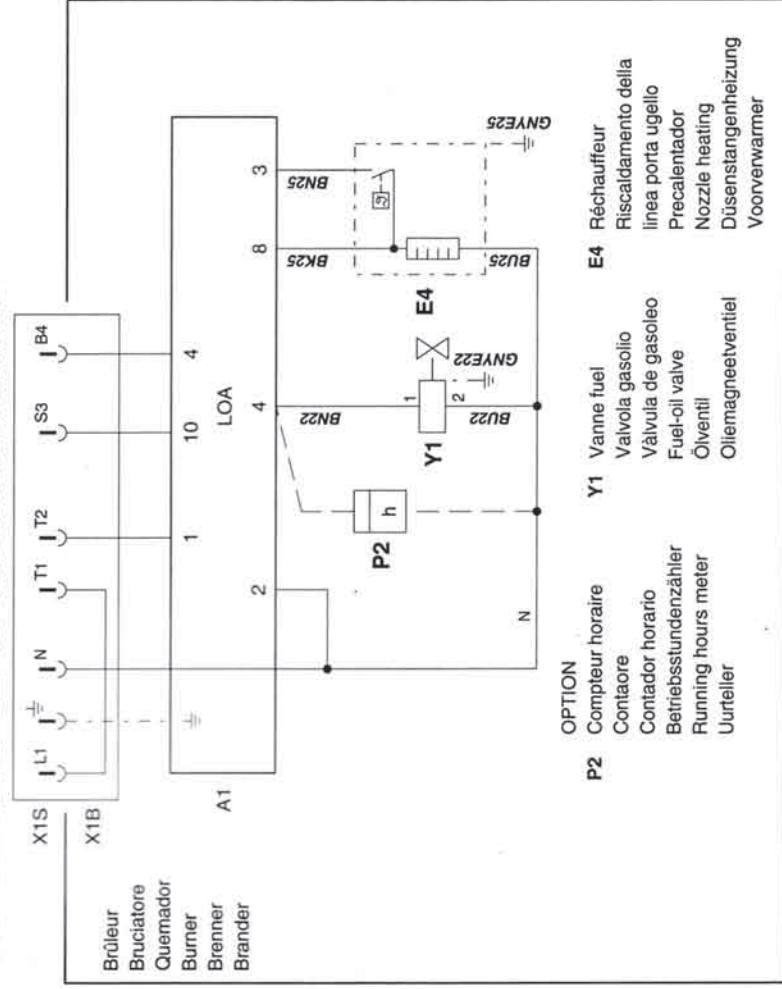 X1S
L1
N
T1
T2
S3
B4
X1B
Brûleur
Bruciatore
Quemador
Burner
Brenner
Brander
A1
1
10
4
LOA
2
4
8
3
BN22
BK25
BN25
P2
h
Y1
1
2
GNYE22
BU22
E4
ϑ
BU25
GNYE25
N
OPTION
P2 Compteur horaire
Contaore
Contador horario
Betriebsstundenzähler
Running hours meter
Uurteller
Y1 Vanne fuel
Valvola gasolio
Vàlvula de gasoleo
Fuel-oil valve
Ölventil
Oliemagneetventiel
E4 Réchauffeur
Riscaldamento della
linea porta ugello
Precalentador
Nozzle heating
Düsenstangenheizung
Voorverwarmer